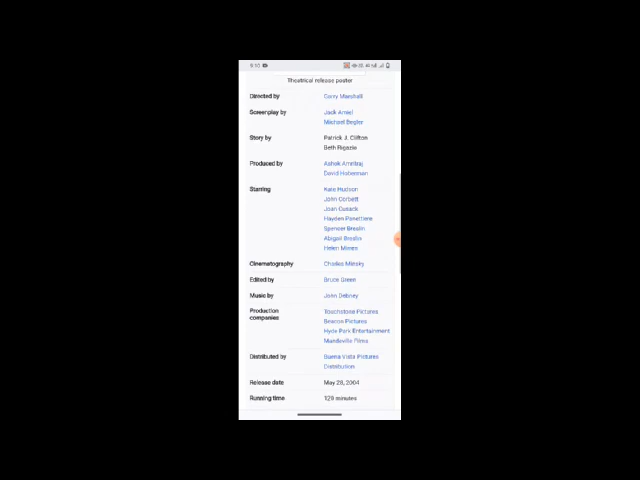 9:10
Theatrical release poster
Directed by Garry Marshall
Screenplay by Jack Amiel
Michael Begler
Story by Patrick J. Clifton
Beth Rigazio
Produced by Ashok Amritraj
David Hoberman
Starring Kate Hudson
John Corbett
Joan Cusack
Hayden Panettiere
Spencer Breslin
Abigail Breslin
Helen Mirren
Cinematography Charles Minsky
Edited by Bruce Green
Music by John Debney
Production Touchstone Pictures
companies Beacon Pictures
Hyde Park Entertainment
Mandeville Films
Distributed by Buena Vista Pictures
Distribution
Release date May 28, 2004
Running time 120 minutes